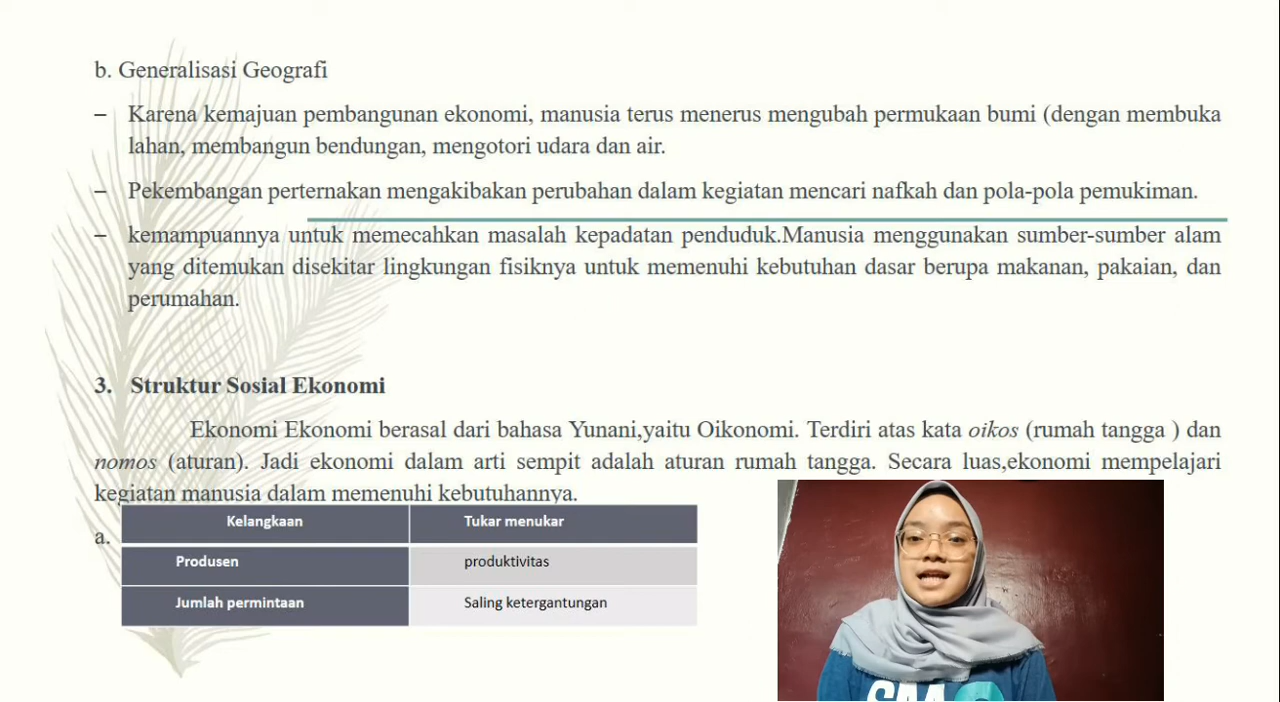 b. Generalisasi Geografi
– Karena kemajuan pembangunan ekonomi, manusia terus menerus mengubah permukaan bumi (dengan membuka
lahan, membangun bendungan, mengotori udara dan air.
– Pekembangan perternakan mengakibakan perubahan dalam kegiatan mencari nafkah dan pola-pola pemukiman.
– kemampuannya untuk memecahkan masalah kepadatan penduduk.Manusia menggunakan sumber-sumber alam
yang ditemukan disekitar lingkungan fisiknya untuk memenuhi kebutuhan dasar berupa makanan, pakaian, dan
perumahan.
3. Struktur Sosial Ekonomi
Ekonomi Ekonomi berasal dari bahasa Yunani,yaitu Oikonomi. Terdiri atas kata oikos (rumah tangga ) dan
nomos (aturan). Jadi ekonomi dalam arti sempit adalah aturan rumah tangga. Secara luas,ekonomi mempelajari
kegiatan manusia dalam memenuhi kebutuhannya.
a.
Kelangkaan Tukar menukar
Produsen produktivitas
Jumlah permintaan Saling ketergantungan